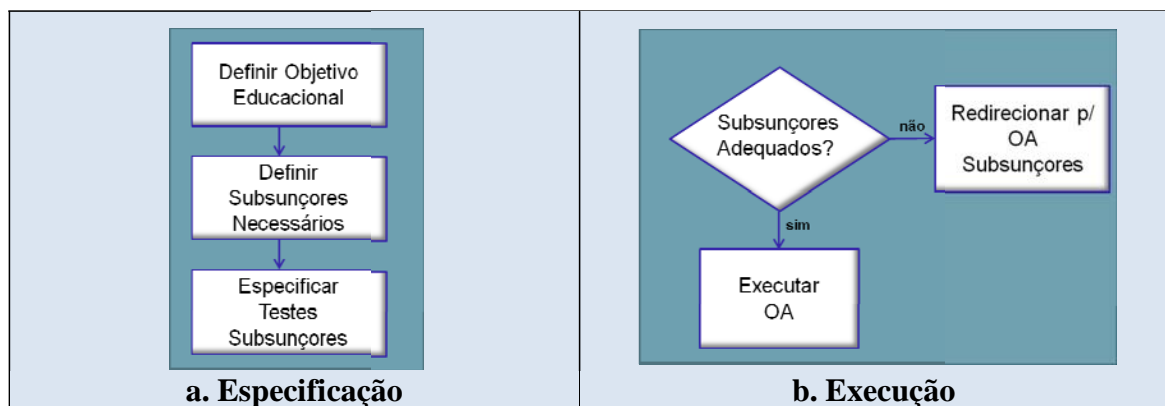 Definir Objetivo
Educacional
Definir
Subsunçores
Necessários
Especificar
Testes
Subsunçores
a. Especificação
Subsunçores
Adequados?
não
Redirecionar p/
OA
Subsunçores
sim
Executar
OA
b. Execução